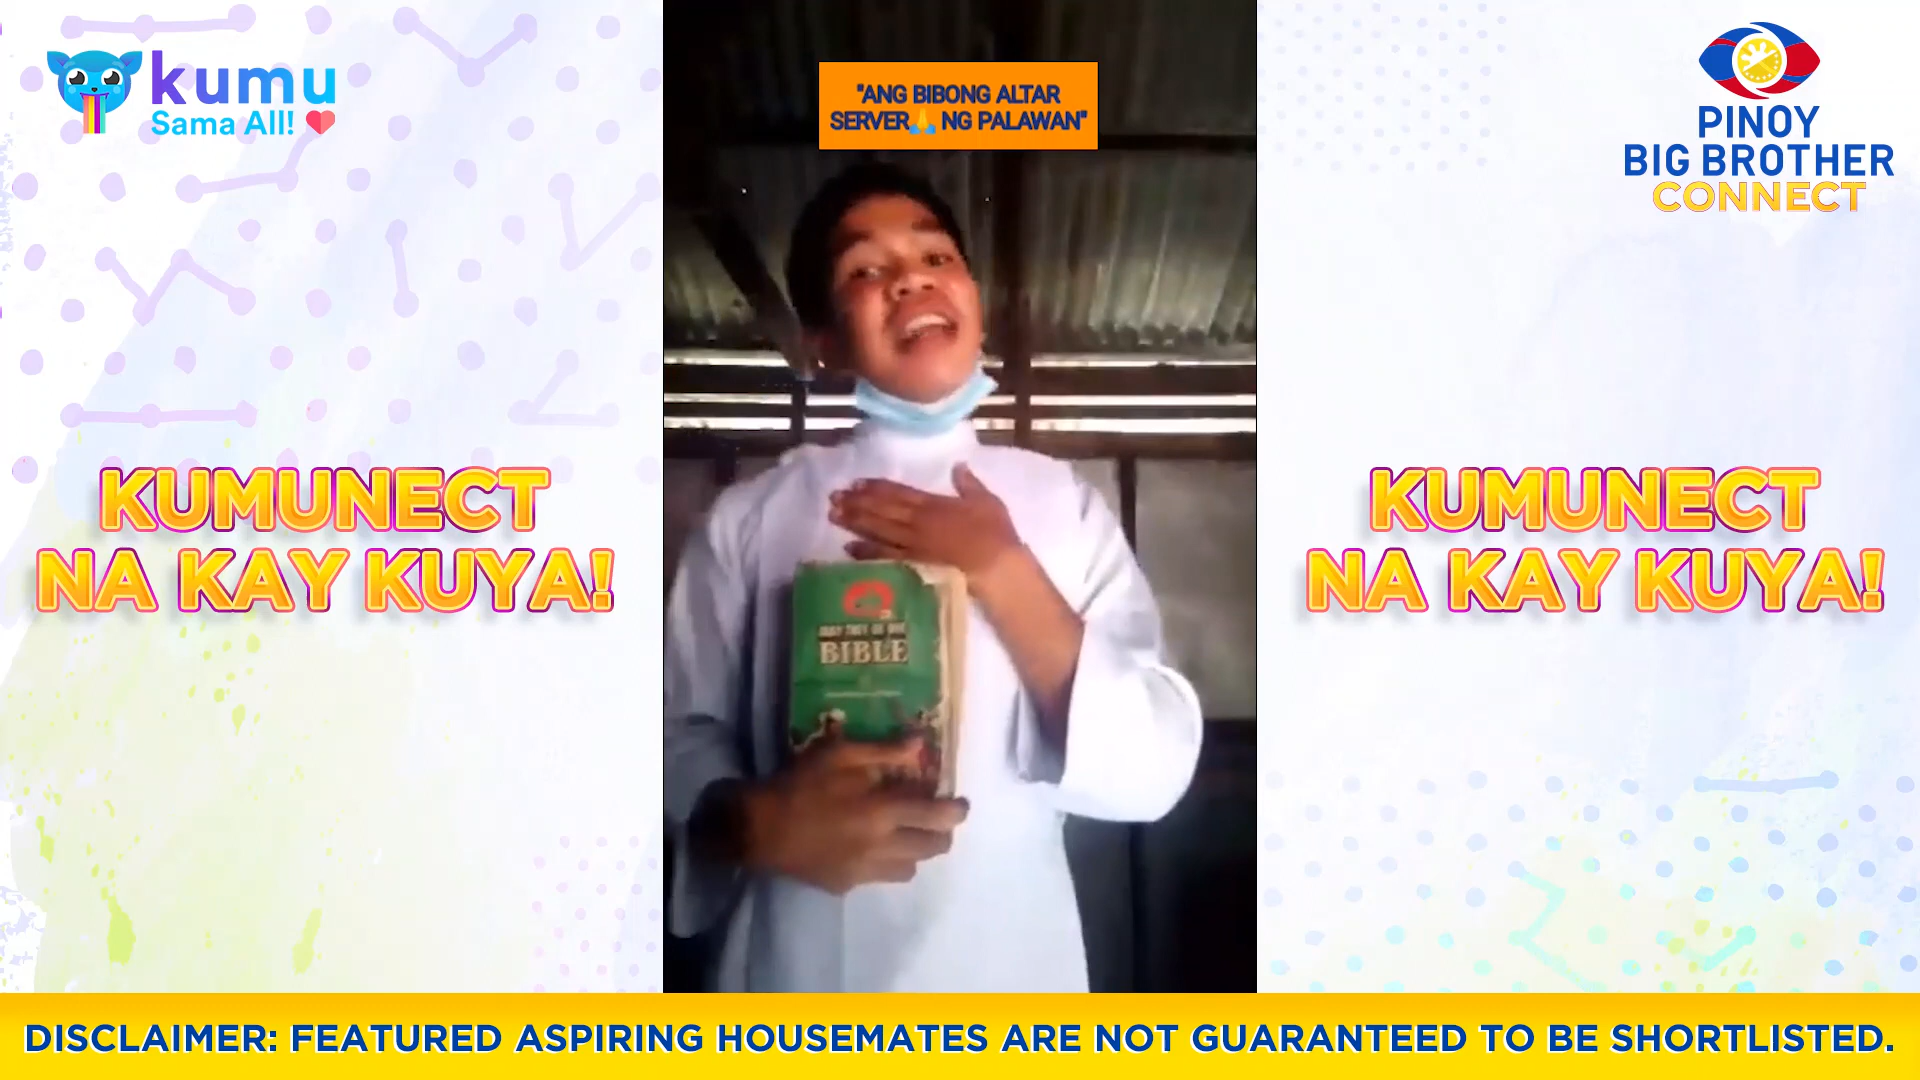 kumu
Sama All!
PINOY
BIG BROTHER
CONNECT
"ANG BIBONG ALTAR
SERVER🙏 NG PALAWAN"
KUMUNECT
NA KAY KUYA!
BIBLE
KUMUNECT
NA KAY KUYA!
DISCLAIMER: FEATURED ASPIRING HOUSEMATES ARE NOT GUARANTEED TO BE SHORTLISTED.